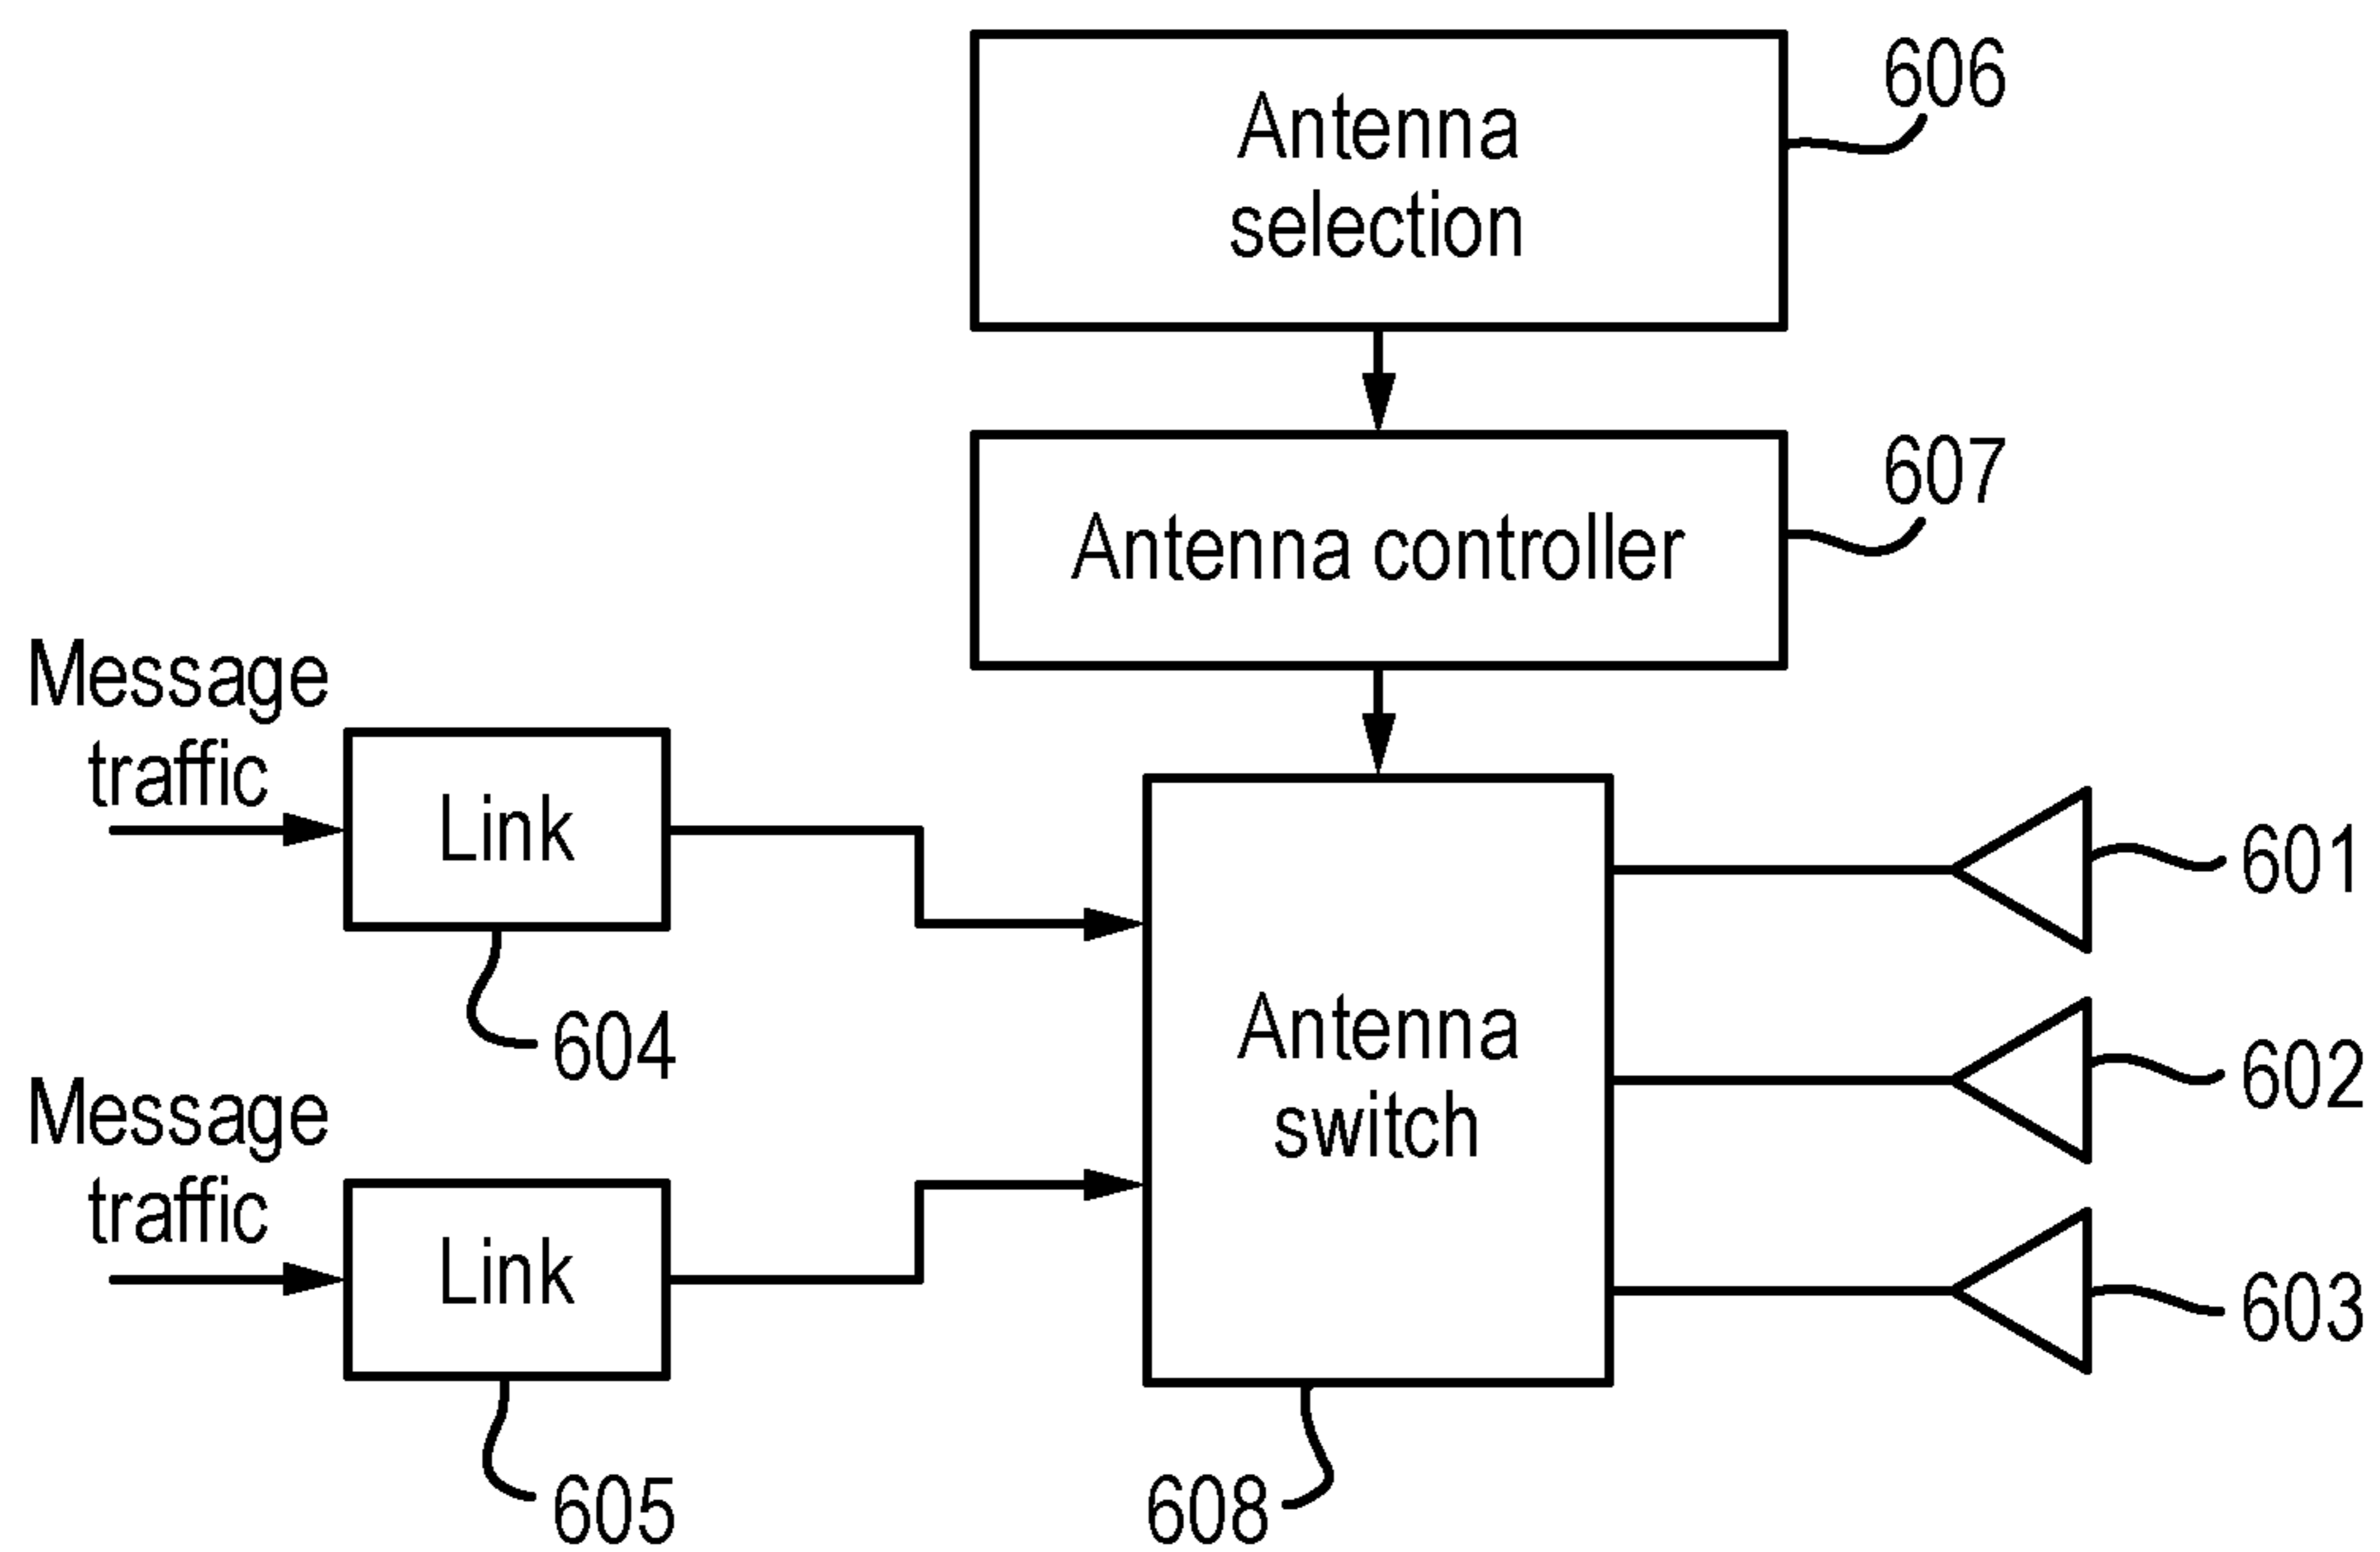 Antenna
selection
606
Antenna controller
607
Message
traffic
Link
604
Message
traffic
Link
605
Antenna
switch
608
601
602
603